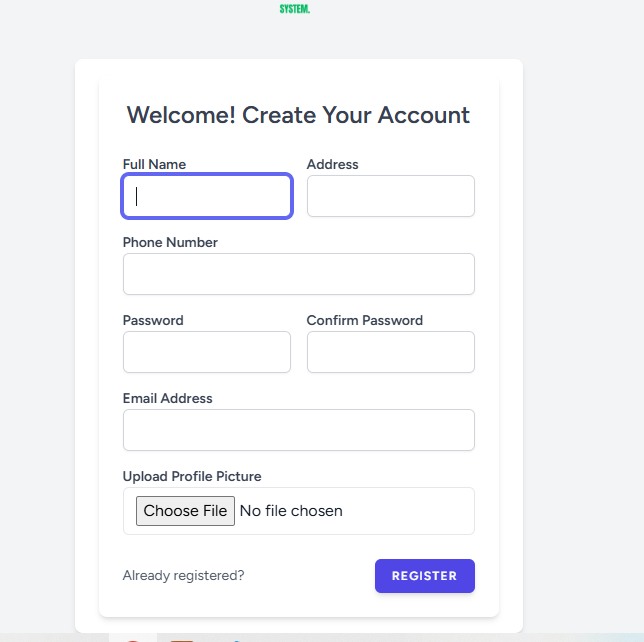 SYSTEM.
Welcome! Create Your Account
Full Name
Address
Phone Number
Password
Confirm Password
Email Address
Upload Profile Picture
Choose File No file chosen
Already registered?
REGISTER